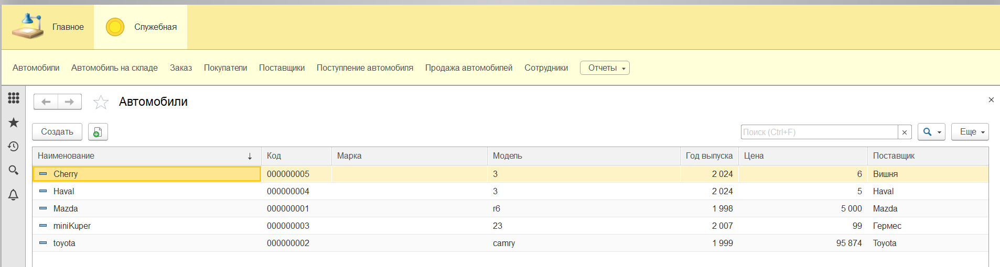 Главное Служебная
Автомобили Автомобиль на складе Заказ Покупатели Поставщики Поступление автомобиля Продажа автомобилей Сотрудники Отчеты
Автомобили
Создать Поиск (Ctrl+F) Еще
Наименование Код Марка Модель Год выпуска Цена Поставщик
Cherry 000000005 3 2 024 6 Вишня
Haval 000000004 3 2 024 5 Haval
Mazda 000000001 r6 1 998 5 000 Mazda
miniKuper 000000003 23 2 007 99 Гермес
toyota 000000002 camry 1 999 95 874 Toyota